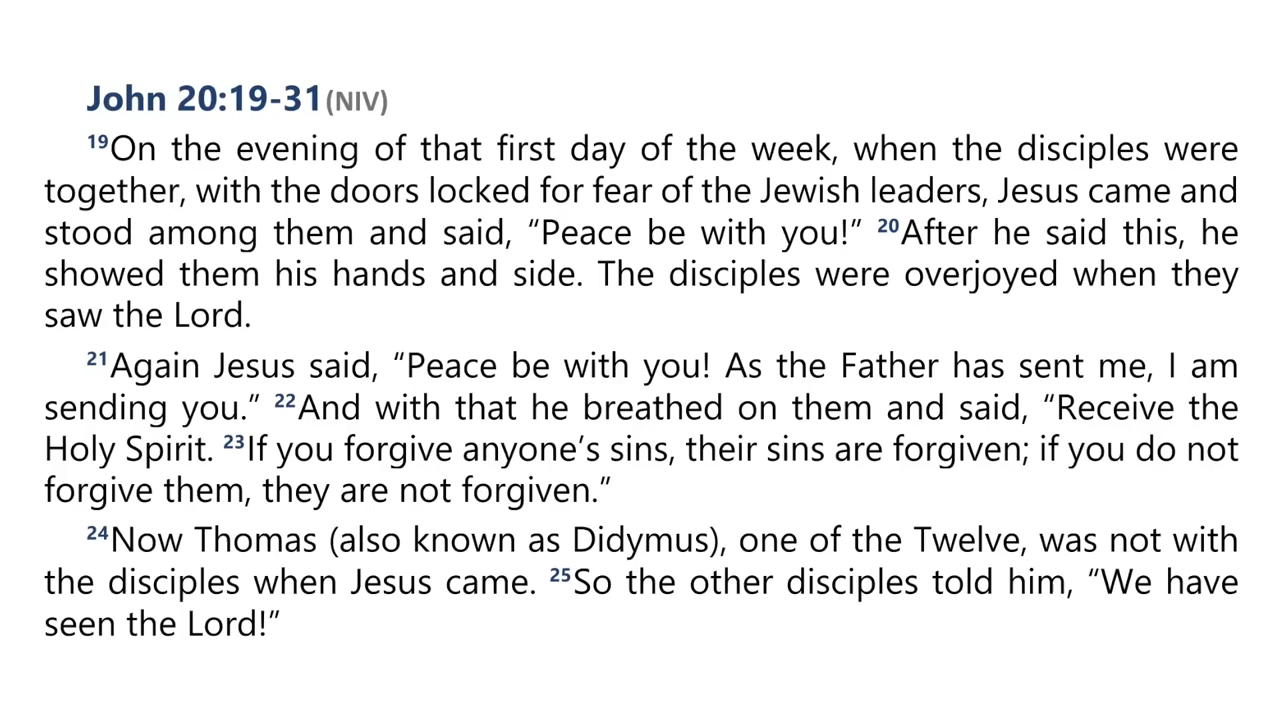 John 20:19-31(NIV)
19On the evening of that first day of the week, when the disciples were
together, with the doors locked for fear of the Jewish leaders, Jesus came and
stood among them and said, “Peace be with you!” 20After he said this, he
showed them his hands and side. The disciples were overjoyed when they
saw the Lord.
21Again Jesus said, “Peace be with you! As the Father has sent me, I am
sending you.” 22And with that he breathed on them and said, “Receive the
Holy Spirit. 23If you forgive anyone’s sins, their sins are forgiven; if you do not
forgive them, they are not forgiven.”
24Now Thomas (also known as Didymus), one of the Twelve, was not with
the disciples when Jesus came. 25So the other disciples told him, “We have
seen the Lord!”